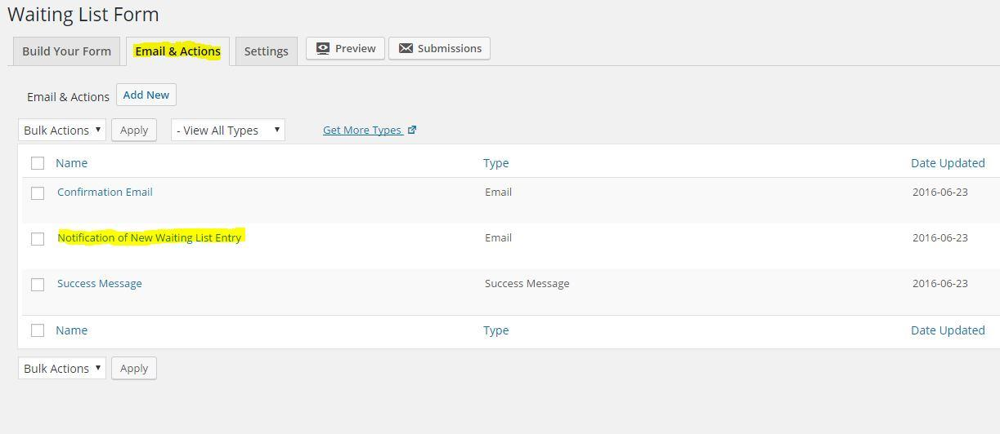 Waiting List Form
Build Your Form Email & Actions Settings Preview Submissions
Email & Actions Add New
Bulk Actions Apply - View All Types Get More Types
Name Type Date Updated
Confirmation Email Email 2016-06-23
Notification of New Waiting List Entry Email 2016-06-23
Success Message Success Message 2016-06-23
Name Type Date Updated
Bulk Actions Apply